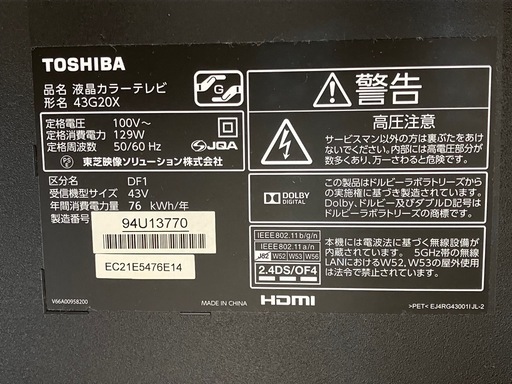 TOSHIBA
品名 液晶カラーテレビ
形名 43G20X
定格電圧 100V~
定格消費電力 129W
定格周波数 50/60 Hz
S JQA
東芝映像ソリューション株式会社
区分名 DF1
受信機型サイズ 43V
年間消費電力量 76 kWh/年
製造番号
94U13770
EC21E5476E14
V66A00958200
MADE IN CHINA
G
警告
高圧注意
サービスマン以外の方は裏ぶたをあけ
ないでください。内部には高電圧部分が
数多くあり、万一さわると危険です。
DOLBY
DIGITAL
この製品はドルビーラボラトリーズからの
実施権に基づき製造されています。
Dolby、ドルビー及びダブルD記号は
ドルビーラボラトリーズの商標です。
IEEE802.11b/g/n
IEEE802.11a/n
J52 W52 W53 W56
2.4DS/OF4
本機には電波法に基づく無線設備が
内蔵されています。 5GHz帯の無線
LANにおけるW52、W53の屋外使用
は法令で禁止されています。
HDMI
>PET< EJ4RG43001IJL-2